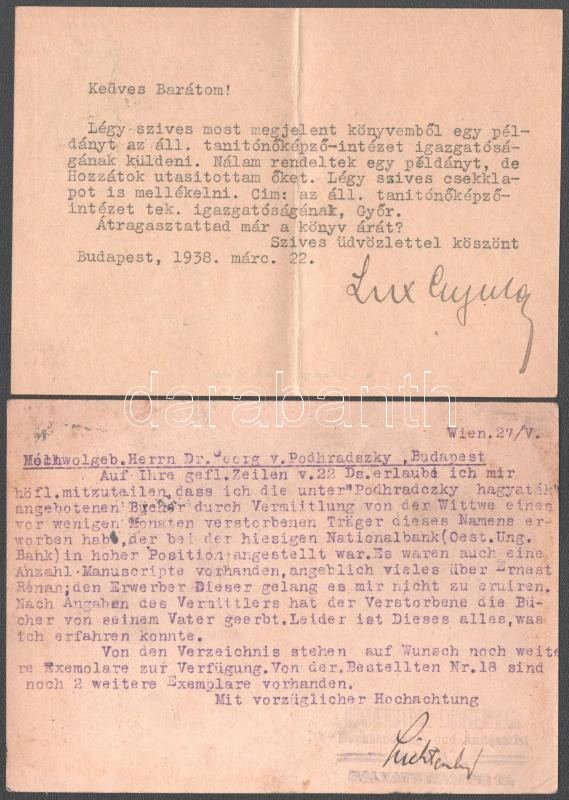 Kedves Barátom!
Légy szives most megjelent könyvemből egy pél-
dányt az áll. tanitónőképző-intézet igazgatósá-
gának küldeni. Nálam rendeltek egy példányt, de
Hozzátok utasitottam őket. Légy szives csekkla-
pot is mellékelni. Cim: az áll. tanitónőképző-
intézet tek. igazgatóságának, Győr.
Átragasztattad már a könyv árát?
Szives üdvözlettel köszönt
Budapest, 1938. márc. 22.
Lux Gyula
darabanth
Wien.27/V.
Hochwolgeb.Herrn Dr.Georg v.Podhradszky ,Budapest
Auf Ihre gefl.Zeilen v.22 Ds.erlaube ich mir
höfl.mitzuteilen,dass ich die unter"Podhradczky hagyaték"
angebotenen Bücher durch Vermiitlung von der Wittwe eines
vor wenigen Monaten verstorbenen Träger dieses Namens er-
worben habe,der bei der hiesigen Nationalbank(Oest.Ung.
Bank)in hoher Position angestellt war.Es waren auch eine
Anzahl Manuscripte vorhanden,angeblich vieles über Ernest
Renan;den Erwerber Dieser gelang es mir nicht zu eruiren.
Nach Angaben des Vermittlers hat der Verstorbene die Bü-
cher von seinem Vater geerbt.Leider ist Dieses alles,was
ich erfahren konnte.
Von den Verzeichnis stehen auf Wunsch noch weite
re Exemolare zur Verfügung.Von der Bestellten Nr.18 sind
noch 2 weitere Exemplare vorhanden.
Mit vorzüglicher Hochachtung